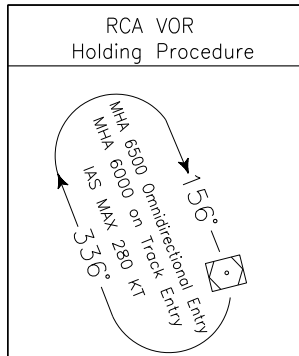 RCA VOR
Holding Procedure
MHA 6500 Omnidirectional Entry
MHA 6000 on Track Entry
IAS MAX 280 KT
156°
336°